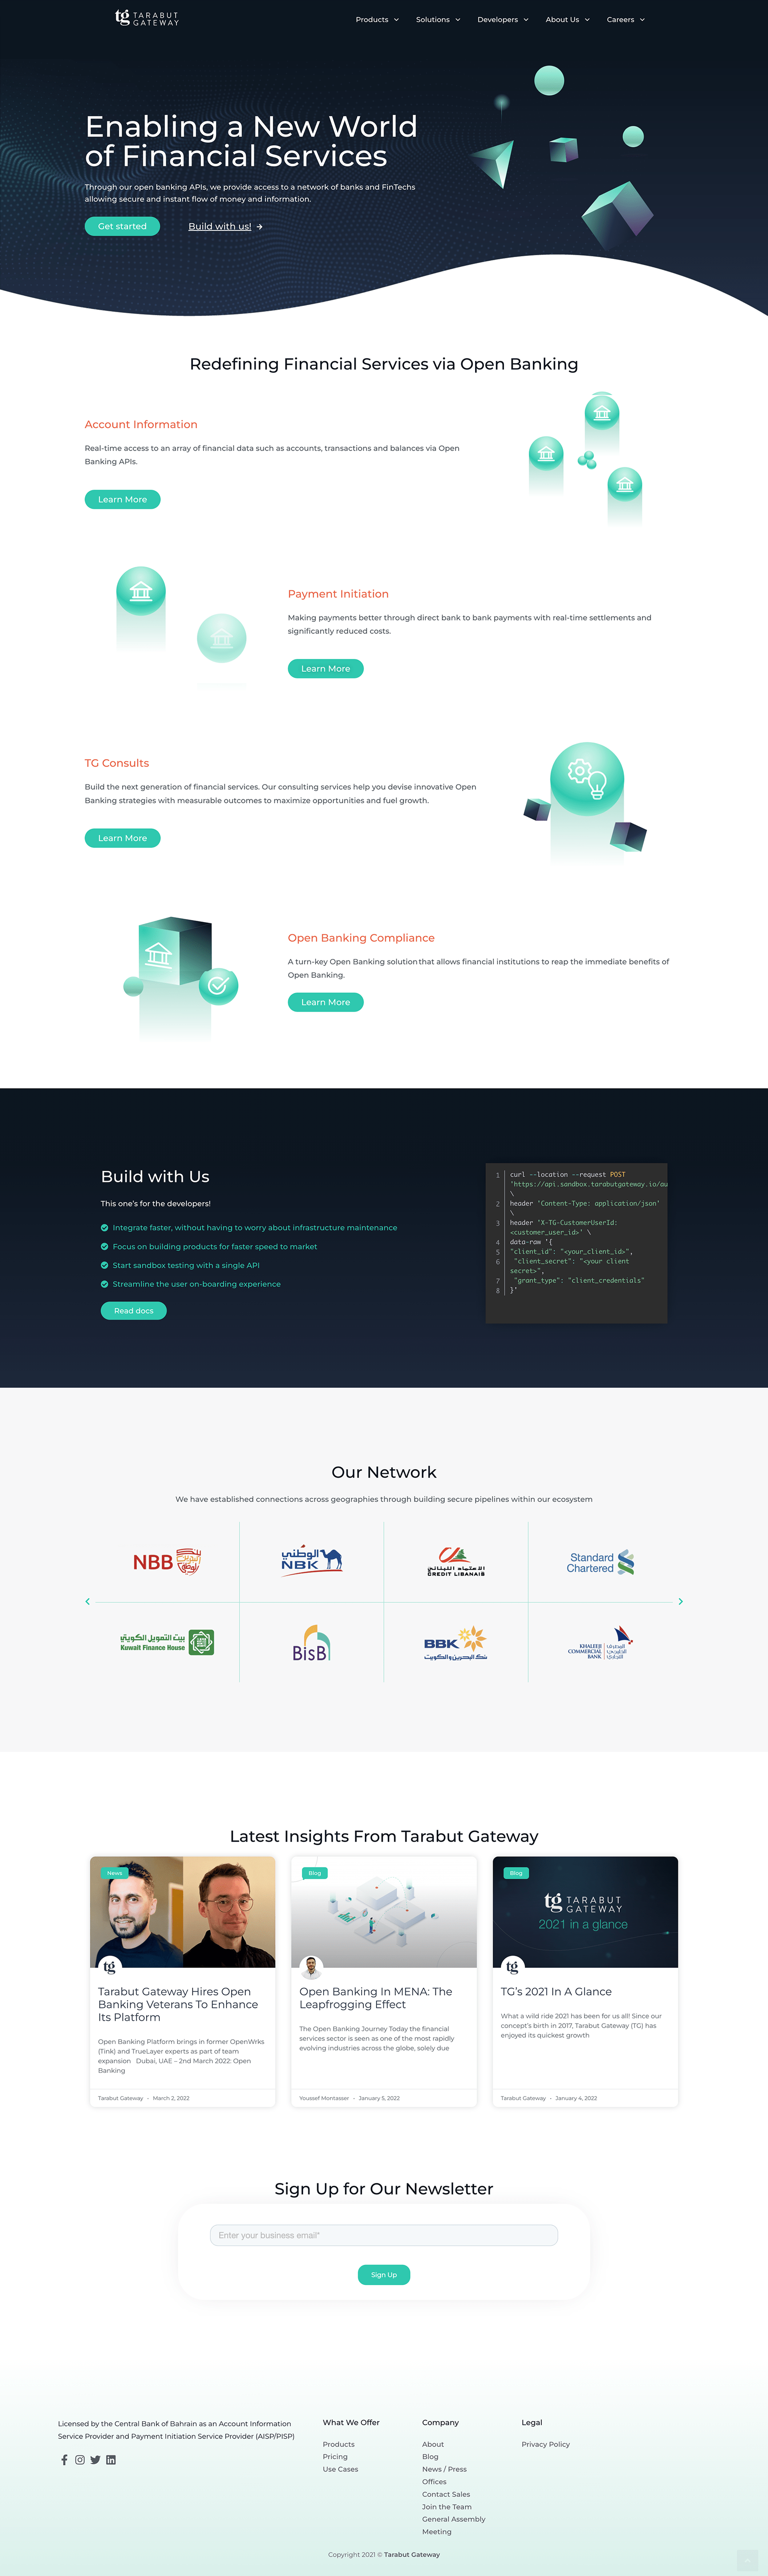 tg TARABUT GATEWAY
Products
Solutions
Developers
About Us
Careers
Enabling a New World
of Financial Services
Through our open banking APIs, we provide access to a network of banks and FinTechs
allowing secure and instant flow of money and information.
Get started
Build with us!
Redefining Financial Services via Open Banking
Account Information
Real-time access to an array of financial data such as accounts, transactions and balances via Open
Banking APIs.
Learn More
Payment Initiation
Making payments better through direct bank to bank payments with real-time settlements and
significantly reduced costs.
Learn More
TG Consults
Build the next generation of financial services. Our consulting services help you devise innovative Open
Banking strategies with measurable outcomes to maximize opportunities and fuel growth.
Learn More
Open Banking Compliance
A turn-key Open Banking solution that allows financial institutions to reap the immediate benefits of
Open Banking.
Learn More
Build with Us
This one's for the developers!
Integrate faster, without having to worry about infrastructure maintenance
Focus on building products for faster speed to market
Start sandbox testing with a single API
Streamline the user on-boarding experience
Read docs
1 curl --location --request POST
"https://api.sandbox.tarabutgateway.io/au
\
2 header 'Content-Type: application/json'
\
3 header 'X-TG-CustomerUserId:
<customer_user_id>' \
4 data-raw '{
5 "client_id": "<your_client_id>",
6 "client_secret": "<your client
secret>",
7 "grant_type": "client_credentials"
8 }'
Our Network
We have established connections across geographies through building secure pipelines within our ecosystem
NBB
الوطني
NBK
الاعتماد اللبناني
CREDIT LIBANAIS
Standard
Chartered
بيت التمويل الكويتي
Kuwait Finance House
BisB
BBK
بنك البحرين والكويت
KHALEEJI
COMMERCIAL
BANK
المصرف
الخليجي
التجاري
Latest Insights From Tarabut Gateway
News
tg
Tarabut Gateway Hires Open
Banking Veterans To Enhance
Its Platform
Open Banking Platform brings in former OpenWrks
(Tink) and TrueLayer experts as part of team
expansion Dubai, UAE – 2nd March 2022: Open
Banking
Tarabut Gateway • March 2, 2022
Blog
Open Banking In MENA: The
Leapfrogging Effect
The Open Banking Journey Today the financial
services sector is seen as one of the most rapidly
evolving industries across the globe, solely due
Youssef Montasser • January 5, 2022
Blog
tg TARABUT GATEWAY
2021 in a glance
tg
TG's 2021 In A Glance
What a wild ride 2021 has been for us all! Since our
concept's birth in 2017, Tarabut Gateway (TG) has
enjoyed its quickest growth
Tarabut Gateway • January 4, 2022
Sign Up for Our Newsletter
Enter your business email*
Sign Up
Licensed by the Central Bank of Bahrain as an Account Information
Service Provider and Payment Initiation Service Provider (AISP/PISP)
What We Offer
Products
Pricing
Use Cases
Company
About
Blog
News / Press
Offices
Contact Sales
Join the Team
General Assembly
Meeting
Legal
Privacy Policy
Copyright 2021 © Tarabut Gateway